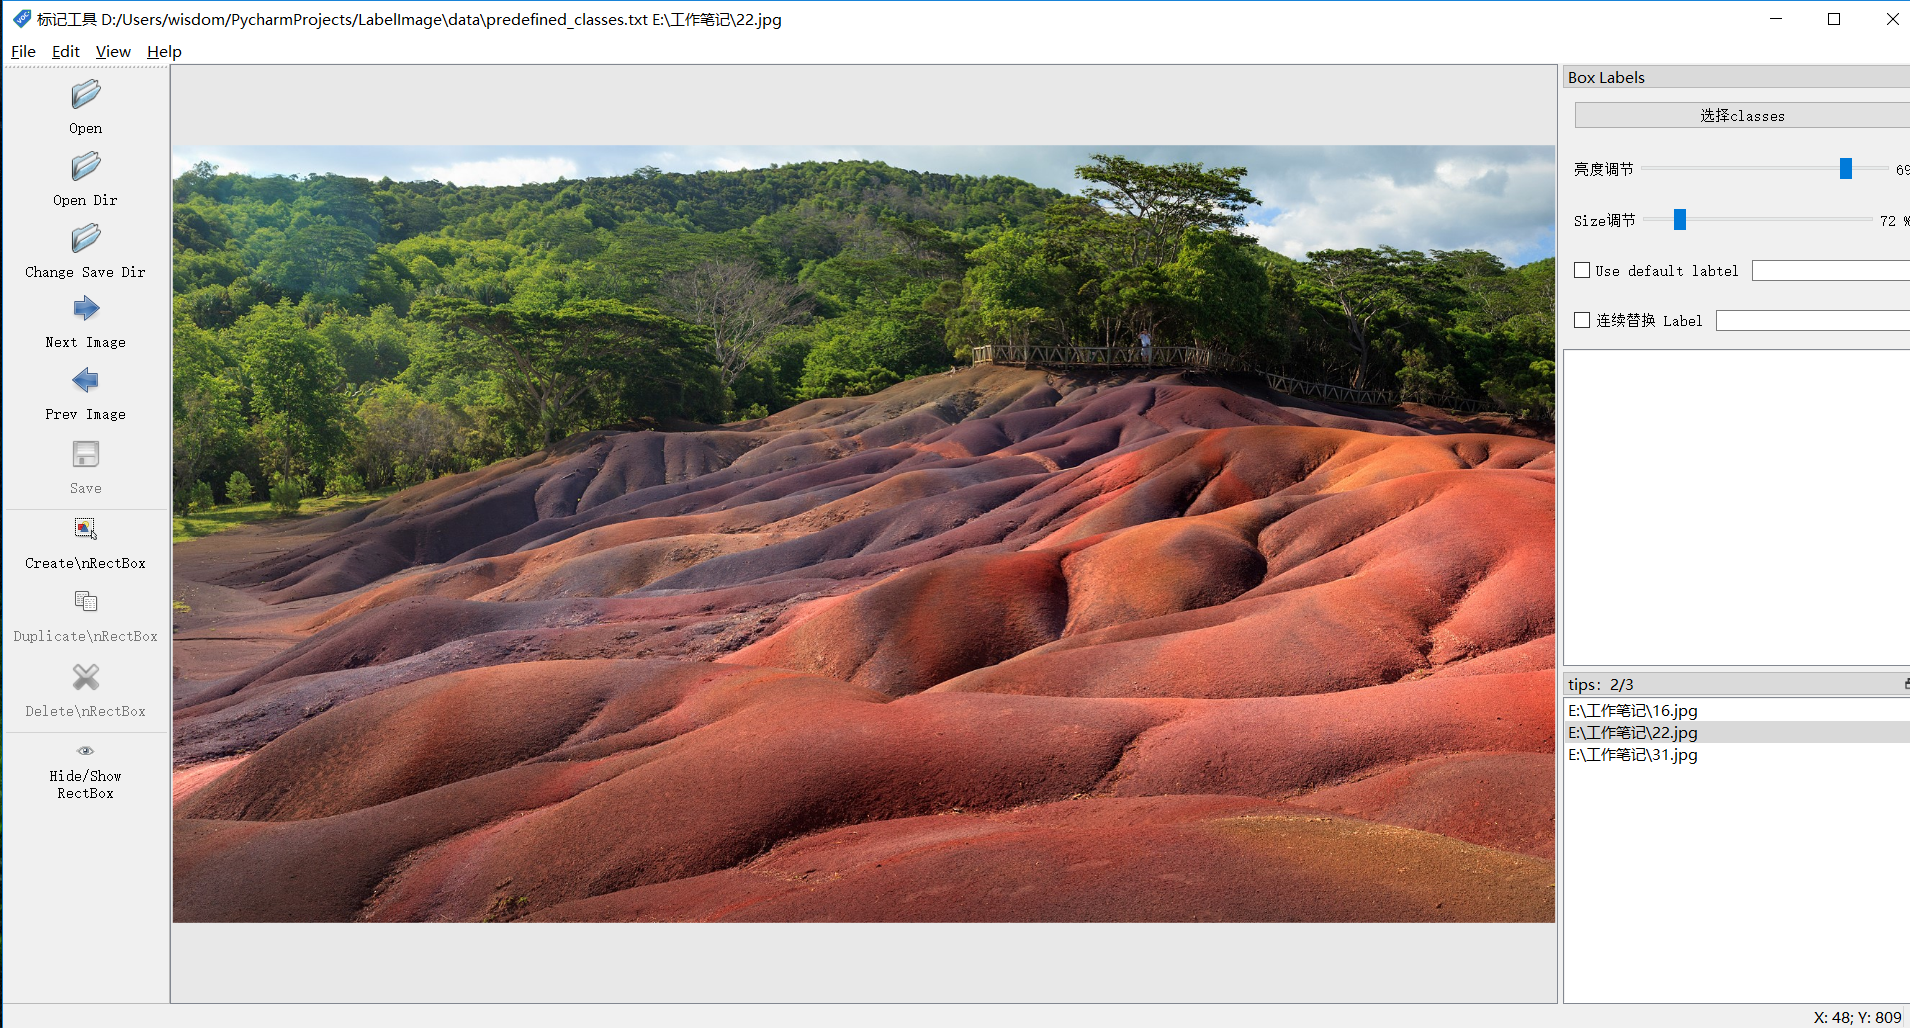 标记工具 D:/Users/wisdom/PycharmProjects/LabelImage\data\predefined_classes.txt E:\工作笔记\22.jpg
File Edit View Help
Open
Open Dir
Change Save Dir
Next Image
Prev Image
Save
Create\nRectBox
Duplicate\nRectBox
Delete\nRectBox
Hide/Show
RectBox
Box Labels
选择classes
亮度调节 69
Size调节 72 %
Use default labtel
连续替换 Label
tips: 2/3
E:\工作笔记\16.jpg
E:\工作笔记\22.jpg
E:\工作笔记\31.jpg
X: 48; Y: 809